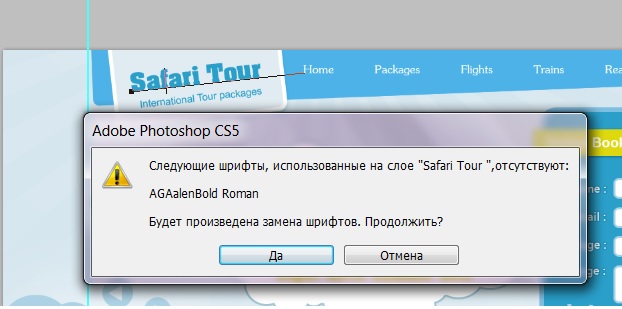 Safari Tour
International Tour packages
Home Packages Flights Trains Rea
Adobe Photoshop CS5
Следующие шрифты, использованные на слое "Safari Tour ",отсутствуют:
AGAalenBold Roman
Будет произведена замена шрифтов. Продолжить?
Да Отмена
Book
me :
ail :
ge :
ge :